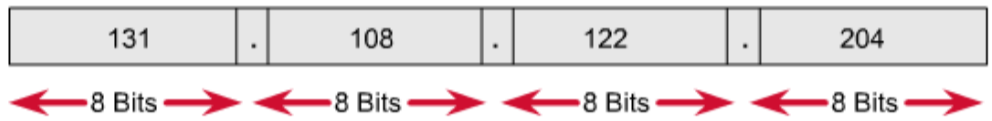 131 . 108 . 122 . 204
8 Bits 8 Bits 8 Bits 8 Bits